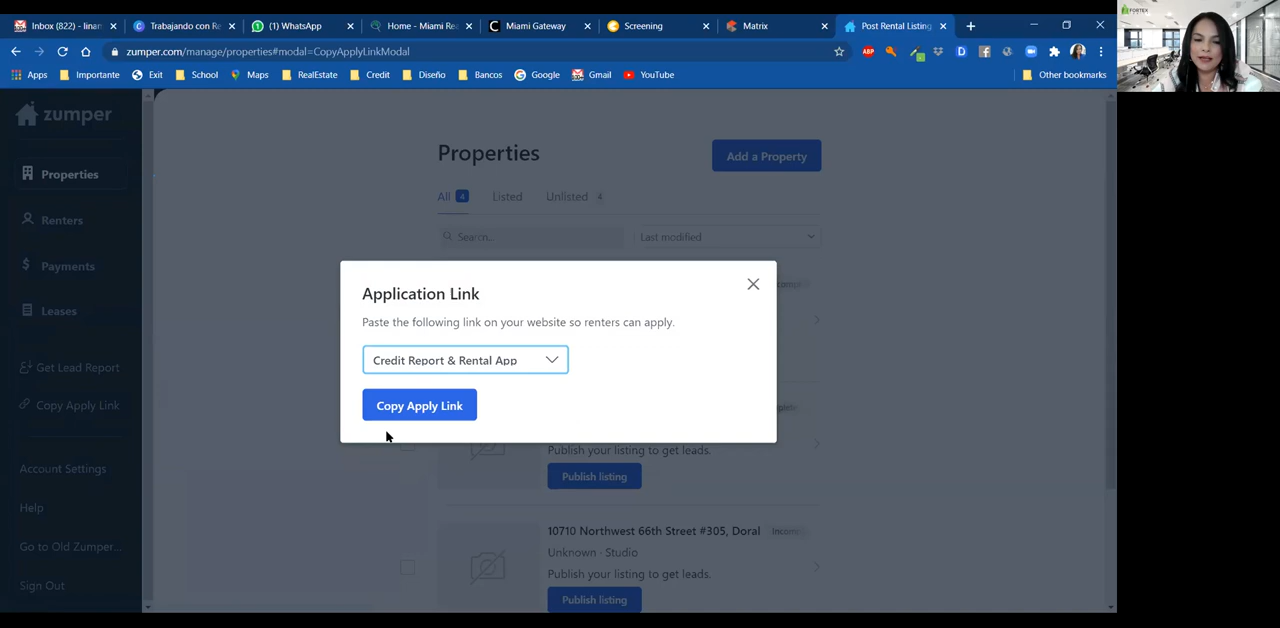 Inbox (822) - linan
Trabajando con Re
(1) WhatsApp
Home - Miami Rea
Miami Gateway
Screening
Matrix
Post Rental Listing
zumper.com/manage/properties#modal=CopyApplyLinkModal
Apps
Importante
Exit
School
Maps
RealEstate
Credit
Diseño
Bancos
Google
Gmail
YouTube
Other bookmarks
zumper
Properties
Renters
Payments
Leases
Get Lead Report
Copy Apply Link
Account Settings
Help
Go to Old Zumper...
Sign Out
Properties
Add a Property
All 4
Listed
Unlisted 4
Search...
Last modified
Application Link
Paste the following link on your website so renters can apply.
Credit Report & Rental App
Copy Apply Link
Publish your listing to get leads.
Publish listing
10710 Northwest 66th Street #305, Doral
Unknown · Studio
Publish your listing to get leads.
Publish listing
FORTEX